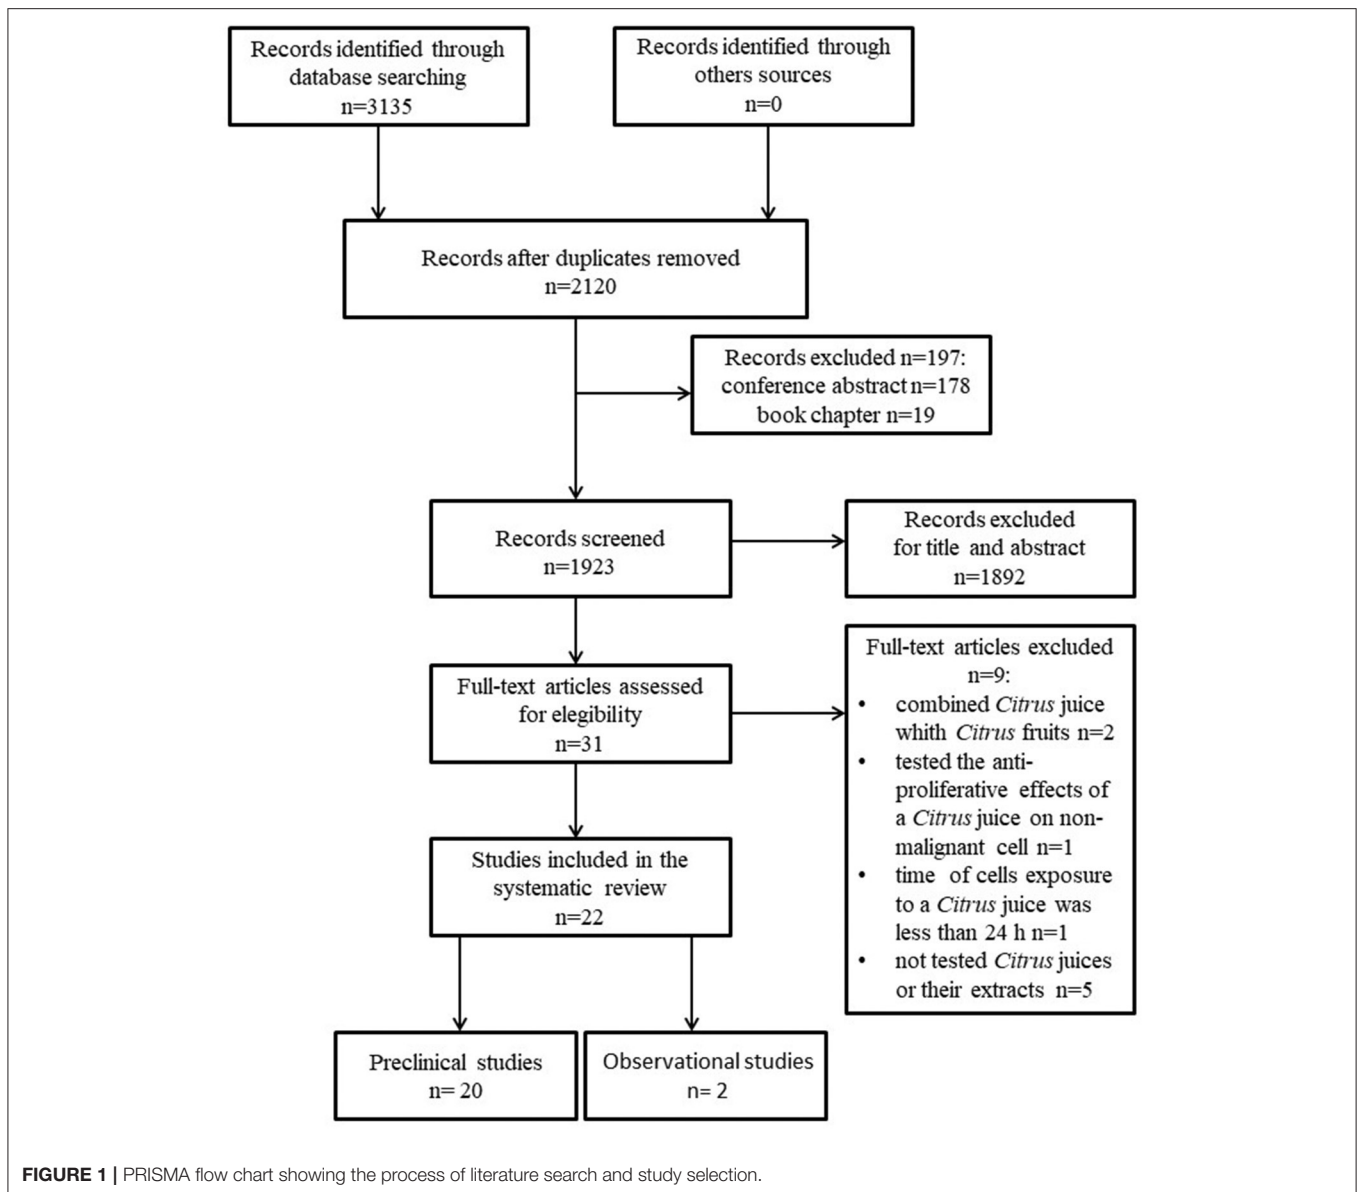 Records identified through
database searching
n=3135
Records identified through
others sources
n=0
Records after duplicates removed
n=2120
Records excluded n=197:
conference abstract n=178
book chapter n=19
Records screened
n=1923
Records excluded
for title and abstract
n=1892
Full-text articles assessed
for elegibility
n=31
Full-text articles excluded
n=9:
• combined Citrus juice
whith Citrus fruits n=2
• tested the anti-
proliferative effects of
a Citrus juice on non-
malignant cell n=1
• time of cells exposure
to a Citrus juice was
less than 24 h n=1
• not tested Citrus juices
or their extracts n=5
Studies included in the
systematic review
n=22
Preclinical studies
n= 20
Observational studies
n= 2
FIGURE 1 | PRISMA flow chart showing the process of literature search and study selection.